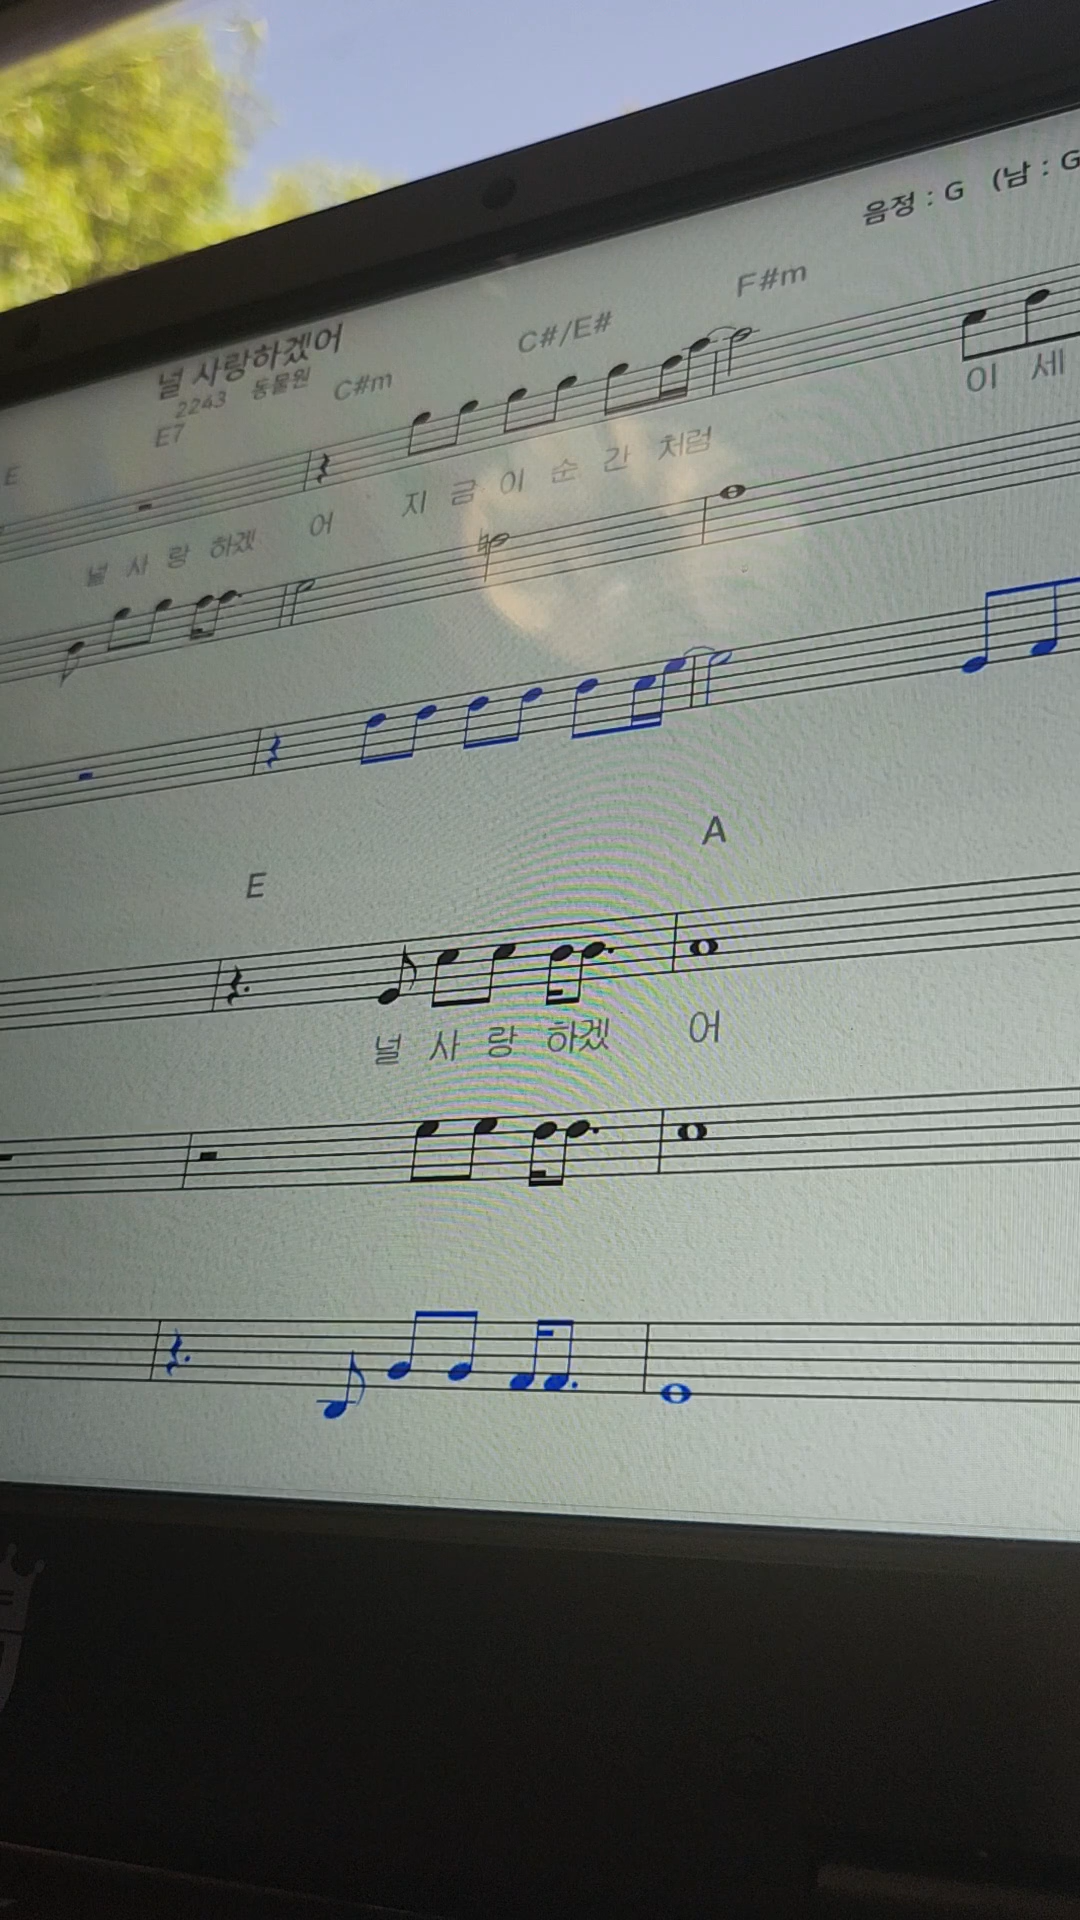 음정 : G (남 : G
널 사랑하겠어
2243 동물원
E E7 C#m C#/E# F#m
지 금 이 순 간 처럼 이 세
널 사 랑 하겠 어
E A
널 사 랑 하겠 어